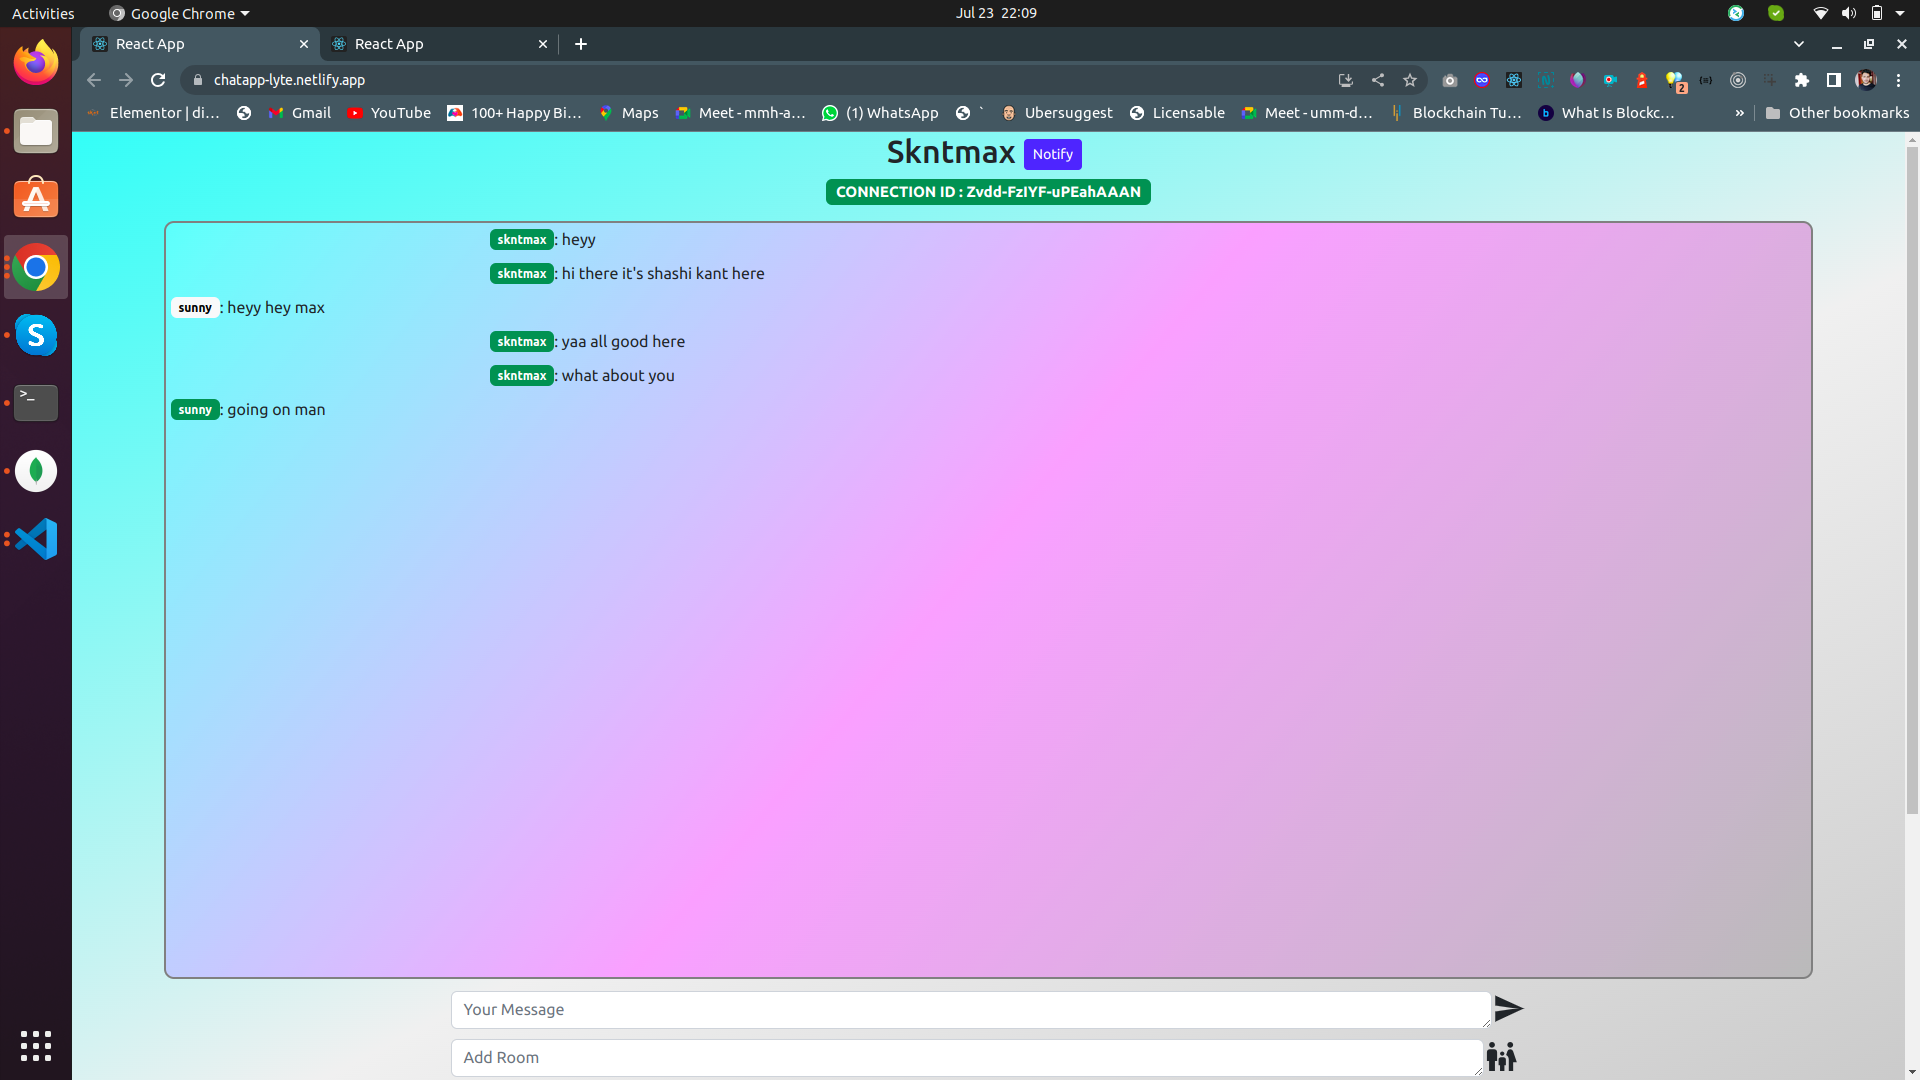 Activities Google Chrome Jul 23 22:09
React App React App
chatapp-lyte.netlify.app
2
Elementor | di... Gmail YouTube 100+ Happy Bi... Maps Meet - mmh-a... (1) WhatsApp ` Ubersuggest Licensable Meet - umm-d... Blockchain Tu... What Is Blockc... » Other bookmarks
Skntmax Notify
CONNECTION ID : Zvdd-FzIYF-uPEahAAAN
skntmax : heyy
skntmax : hi there it's shashi kant here
sunny : heyy hey max
skntmax : yaa all good here
skntmax : what about you
sunny : going on man
Your Message
Add Room